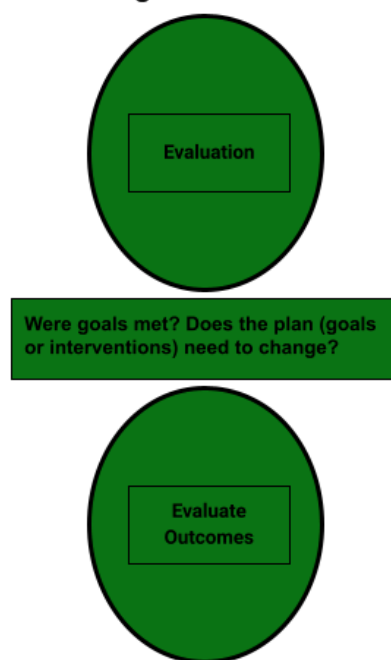 Evaluation
Were goals met? Does the plan (goals
or interventions) need to change?
Evaluate
Outcomes